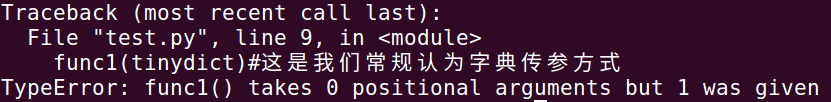 Traceback (most recent call last):
  File "test.py", line 9, in <module>
    func1(tinydict)#这是我们常规认为字典传参方式
TypeError: func1() takes 0 positional arguments but 1 was given